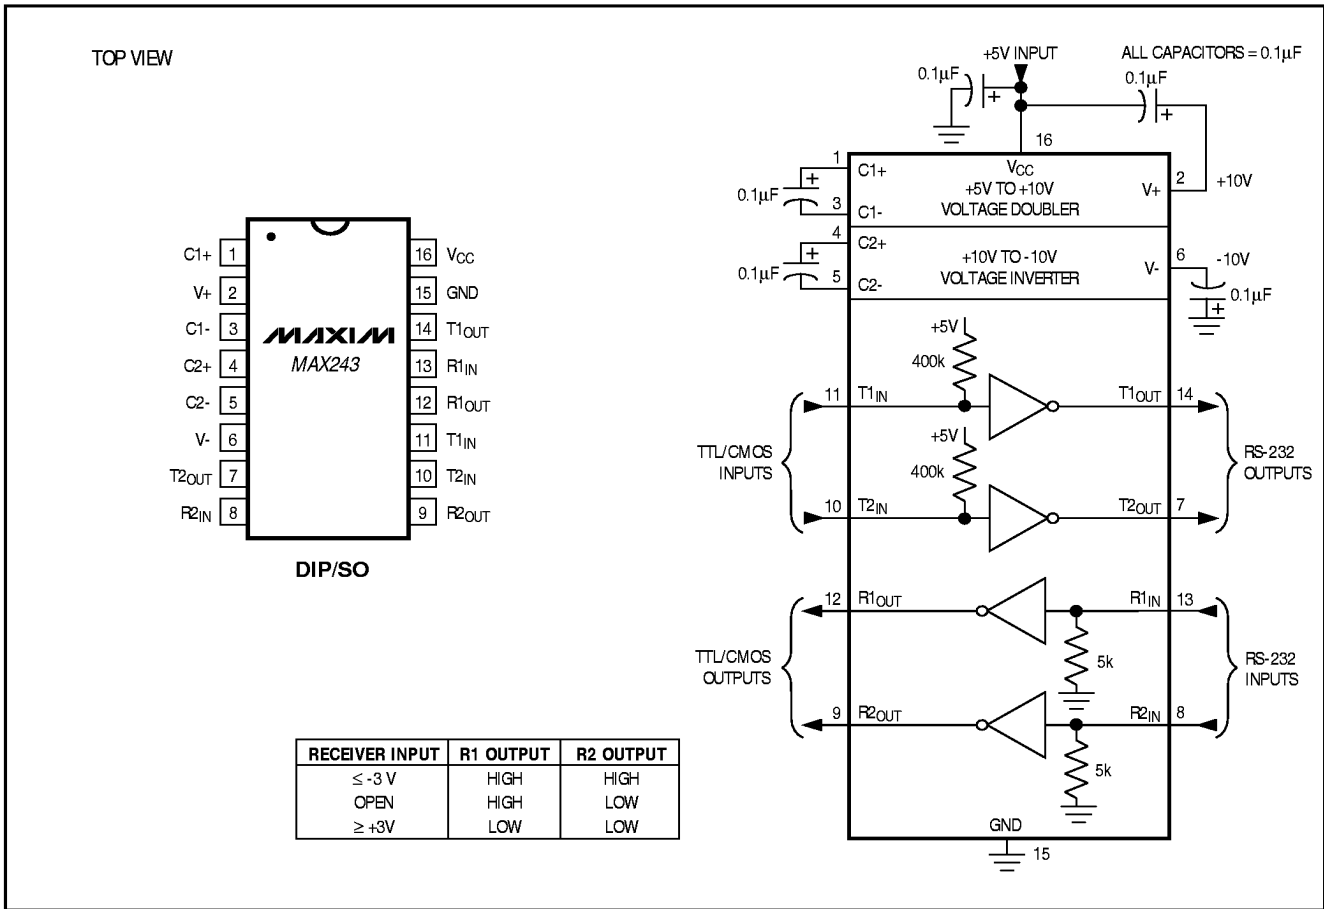 TOP VIEW
C1+ 1
V+ 2
C1- 3
C2+ 4
C2- 5
V- 6
T2OUT 7
R2IN 8
16 VCC
15 GND
14 T1OUT
13 R1IN
12 R1OUT
11 T1IN
10 T2IN
9 R2OUT
MAXIM
MAX243
DIP/SO
RECEIVER INPUT R1 OUTPUT R2 OUTPUT
≤ -3 V HIGH HIGH
OPEN HIGH LOW
≥ +3V LOW LOW
+5V INPUT
ALL CAPACITORS = 0.1µF
0.1µF
+
0.1µF
+
16
VCC
1 C1+
+
0.1µF
3 C1-
+5V TO +10V
VOLTAGE DOUBLER
V+ 2 +10V
4 C2+
+
0.1µF
5 C2-
+10V TO -10V
VOLTAGE INVERTER
V- 6 -10V
0.1µF
+
+5V
400k
11 T1IN
T1OUT 14
+5V
400k
TTL/CMOS
INPUTS
RS-232
OUTPUTS
10 T2IN
T2OUT 7
12 R1OUT
R1IN 13
5k
TTL/CMOS
OUTPUTS
RS-232
INPUTS
9 R2OUT
R2IN 8
5k
GND
15